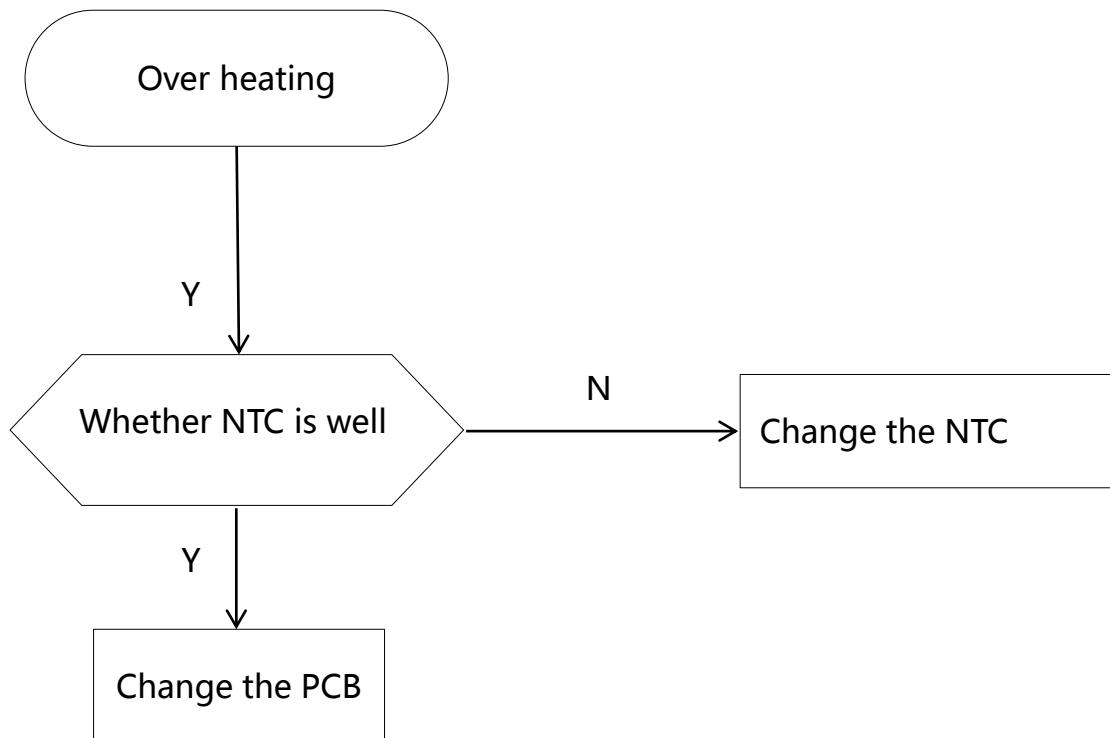 Over heating
Y
Whether NTC is well
N
Change the NTC
Y
Change the PCB